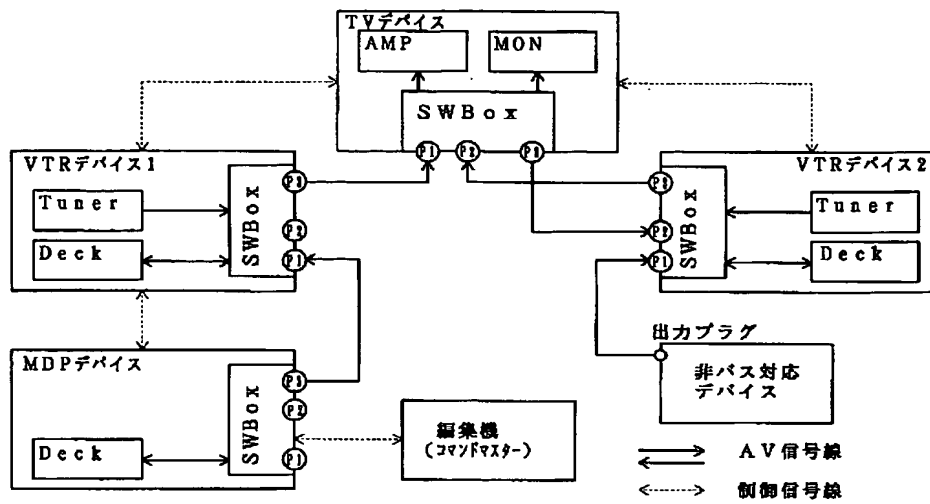 TVデバイス
AMP
MON
SWBox
P1
P2
P3
VTRデバイス1
Tuner
Deck
SWBox
P3
P2
P1
VTRデバイス2
P3
P2
P1
SWBox
Tuner
Deck
MDPデバイス
Deck
SWBox
P3
P2
P1
編集機
(コマンドマスター)
出力プラグ
非バス対応
デバイス
AV信号線
制御信号線